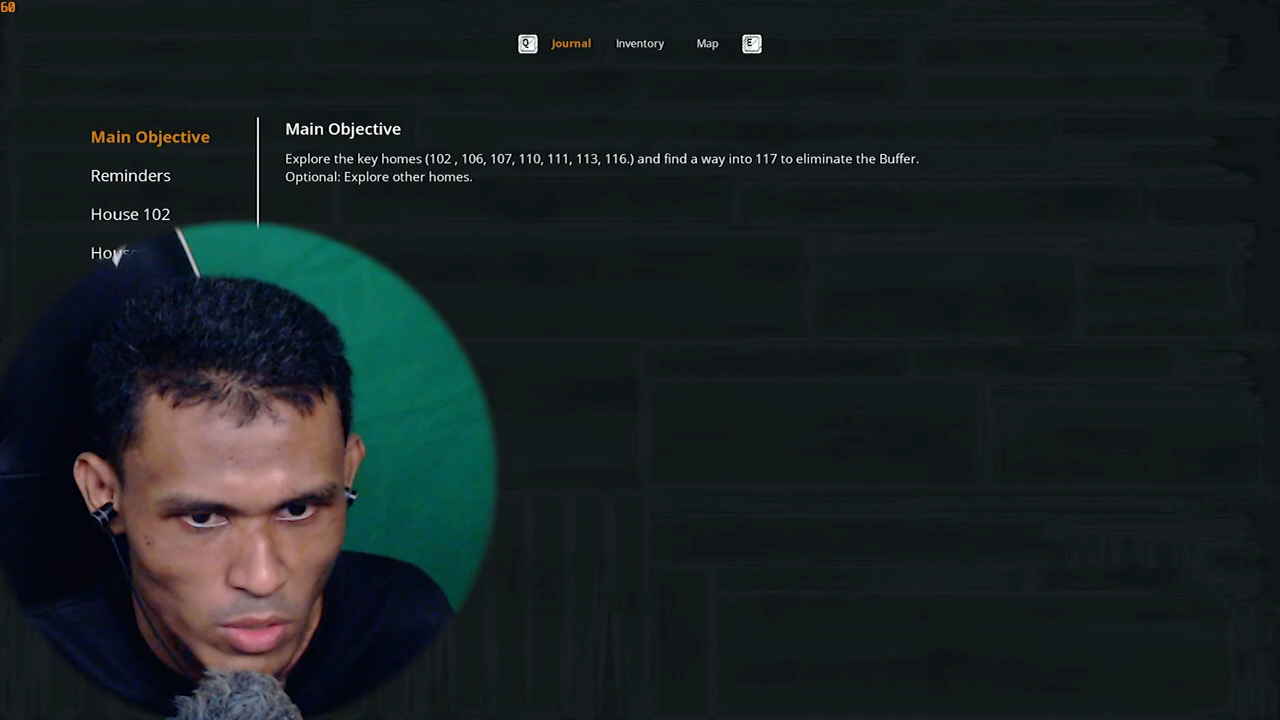 60
Q Journal Inventory Map E
Main Objective
Reminders
House 102
Main Objective
Explore the key homes (102 , 106, 107, 110, 111, 113, 116.) and find a way into 117 to eliminate the Buffer.
Optional: Explore other homes.